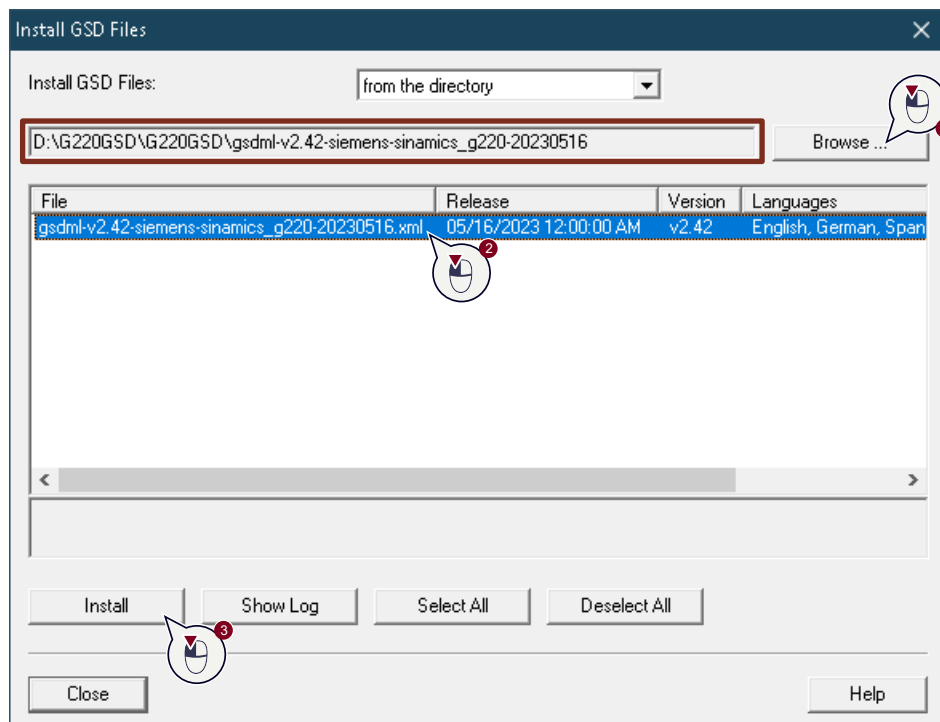 Install GSD Files
Install GSD Files:
from the directory
D:\G220GSD\G220GSD\gsdml-v2.42-siemens-sinamics_g220-20230516
Browse ...
File Release Version Languages
gsdml-v2.42-siemens-sinamics_g220-20230516.xml 05/16/2023 12:00:00 AM v2.42 English, German, Span
2
Install Show Log Select All Deselect All
3
Close Help